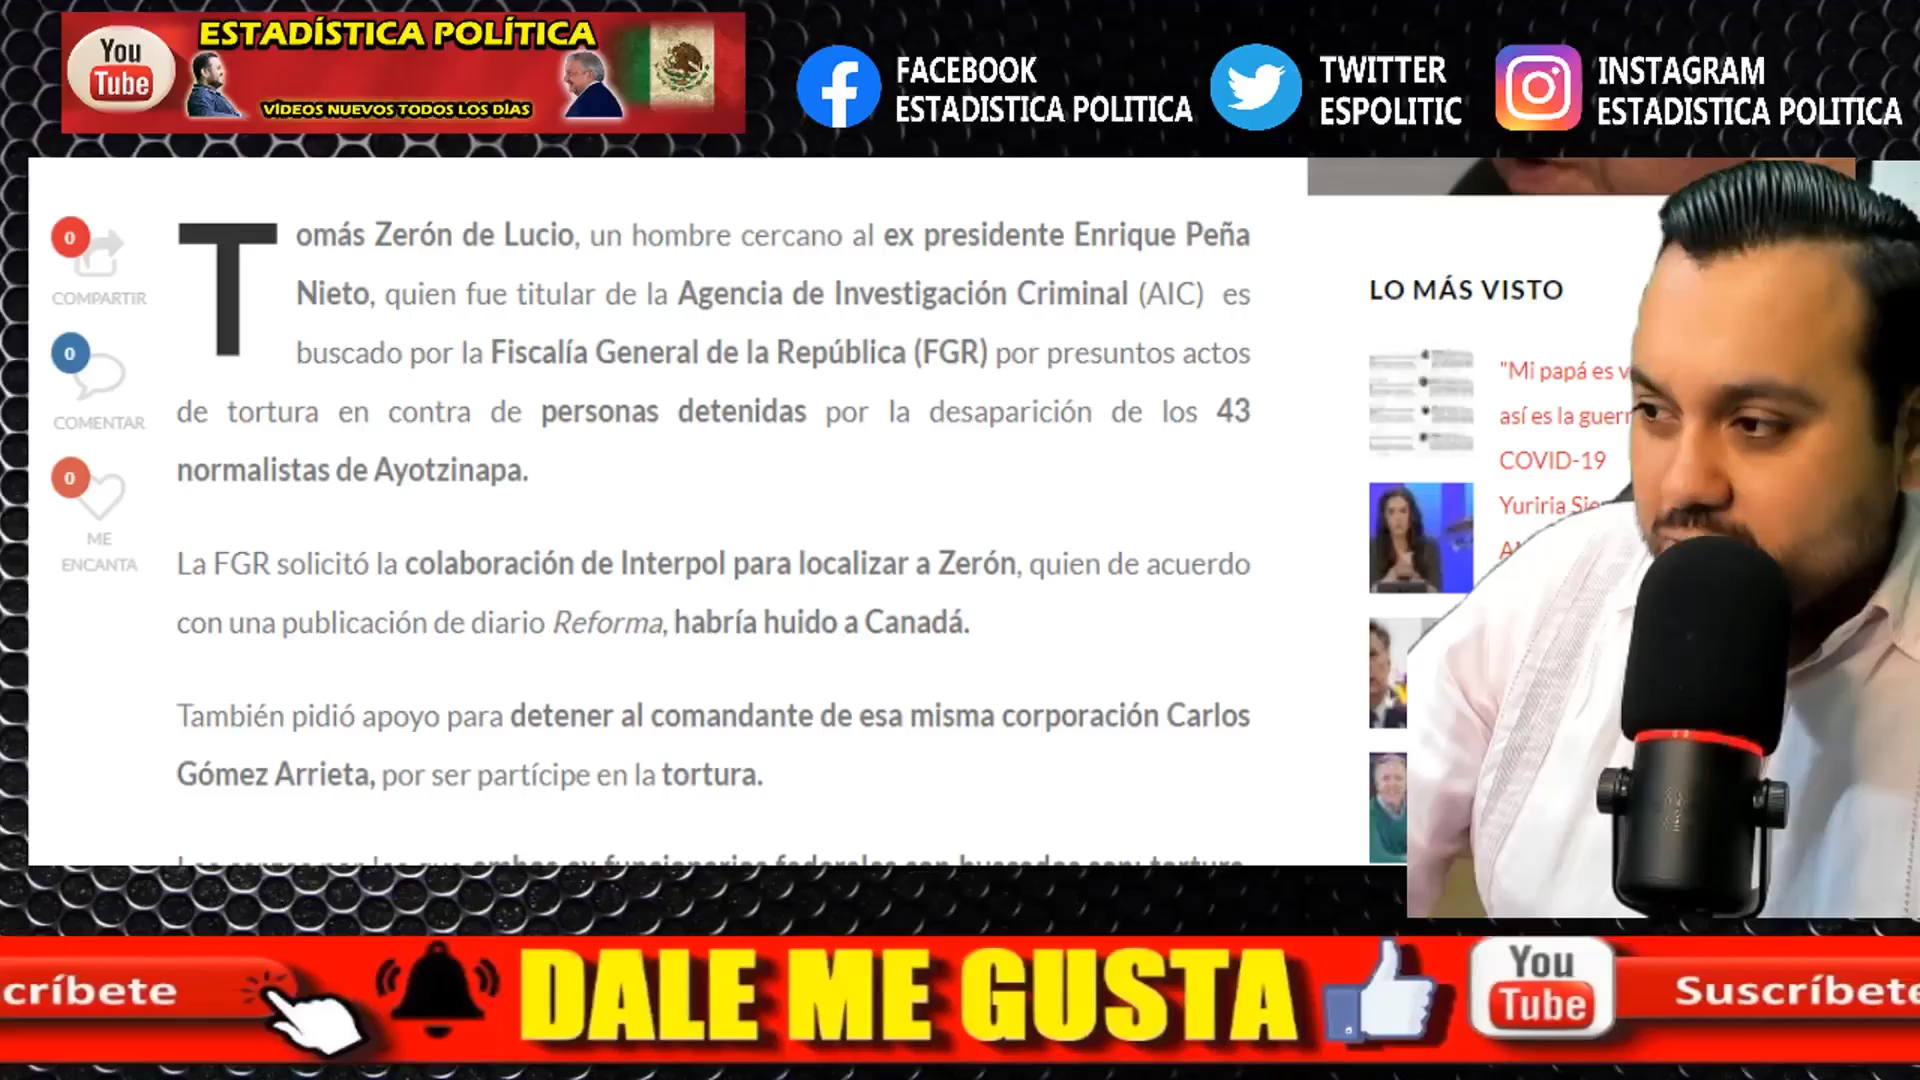 You
Tube
ESTADÍSTICA POLÍTICA
VÍDEOS NUEVOS TODOS LOS DÍAS
FACEBOOK
ESTADISTICA POLITICA
TWITTER
ESPOLITIC
INSTAGRAM
ESTADISTICA POLITICA
0
COMPARTIR
0
COMENTAR
0
ME
ENCANTA
Tomás Zerón de Lucio, un hombre cercano al ex presidente Enrique Peña
Nieto, quien fue titular de la Agencia de Investigación Criminal (AIC) es
buscado por la Fiscalía General de la República (FGR) por presuntos actos
de tortura en contra de personas detenidas por la desaparición de los 43
normalistas de Ayotzinapa.
La FGR solicitó la colaboración de Interpol para localizar a Zerón, quien de acuerdo
con una publicación de diario Reforma, habría huido a Canadá.
También pidió apoyo para detener al comandante de esa misma corporación Carlos
Gómez Arrieta, por ser partícipe en la tortura.
LO MÁS VISTO
"Mi papá es
así es la
COVID-19
Yuriria
críbete
DALE ME GUSTA
You
Tube
Suscríbete